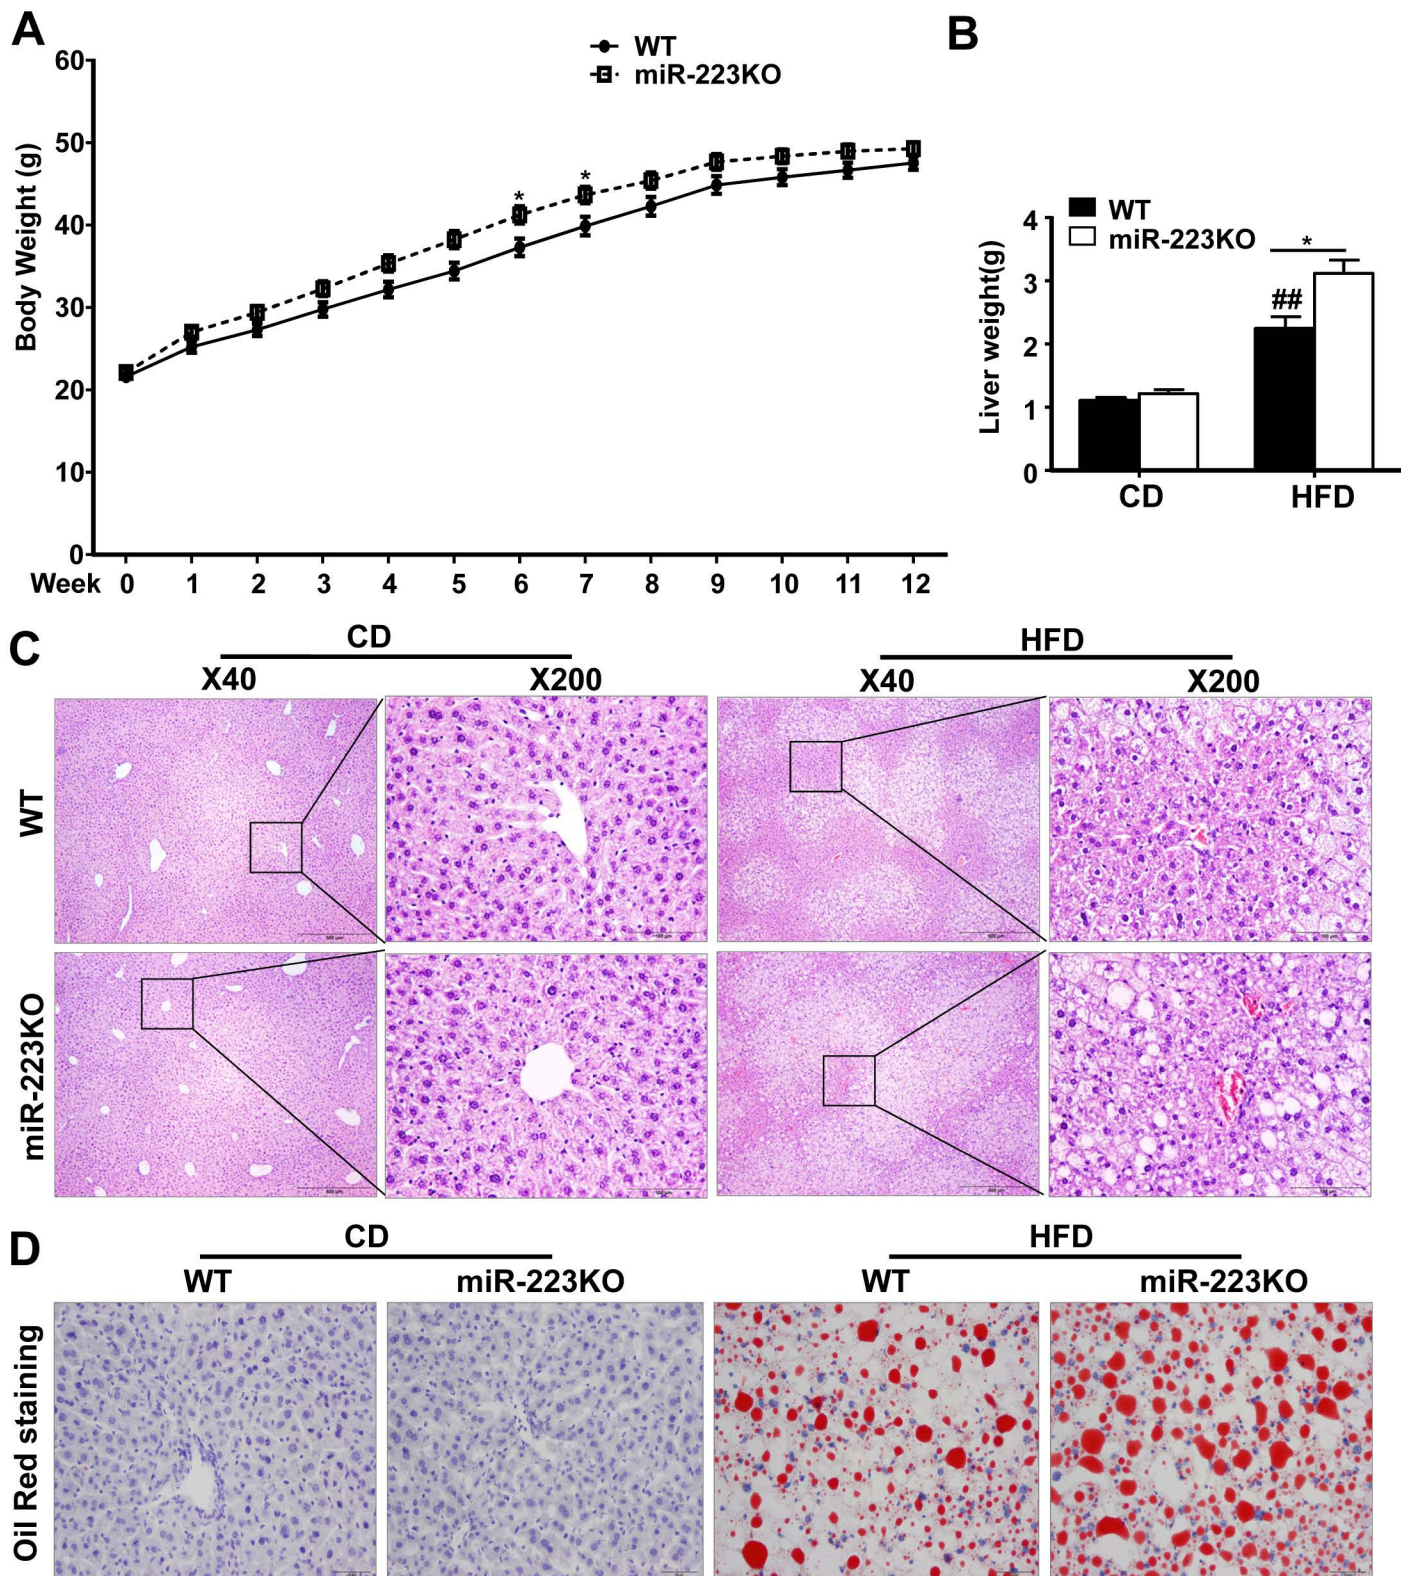 A
B
WT
miR-223KO
Body Weight (g)
60
50
40
30
20
10
0
* *
Week 0 1 2 3 4 5 6 7 8 9 10 11 12
WT
miR-223KO
Liver weight(g)
4
3
2
1
0
##
*
CD HFD
C
CD HFD
X40 X200 X40 X200
WT
miR-223KO
D
CD HFD
WT miR-223KO WT miR-223KO
Oil Red staining